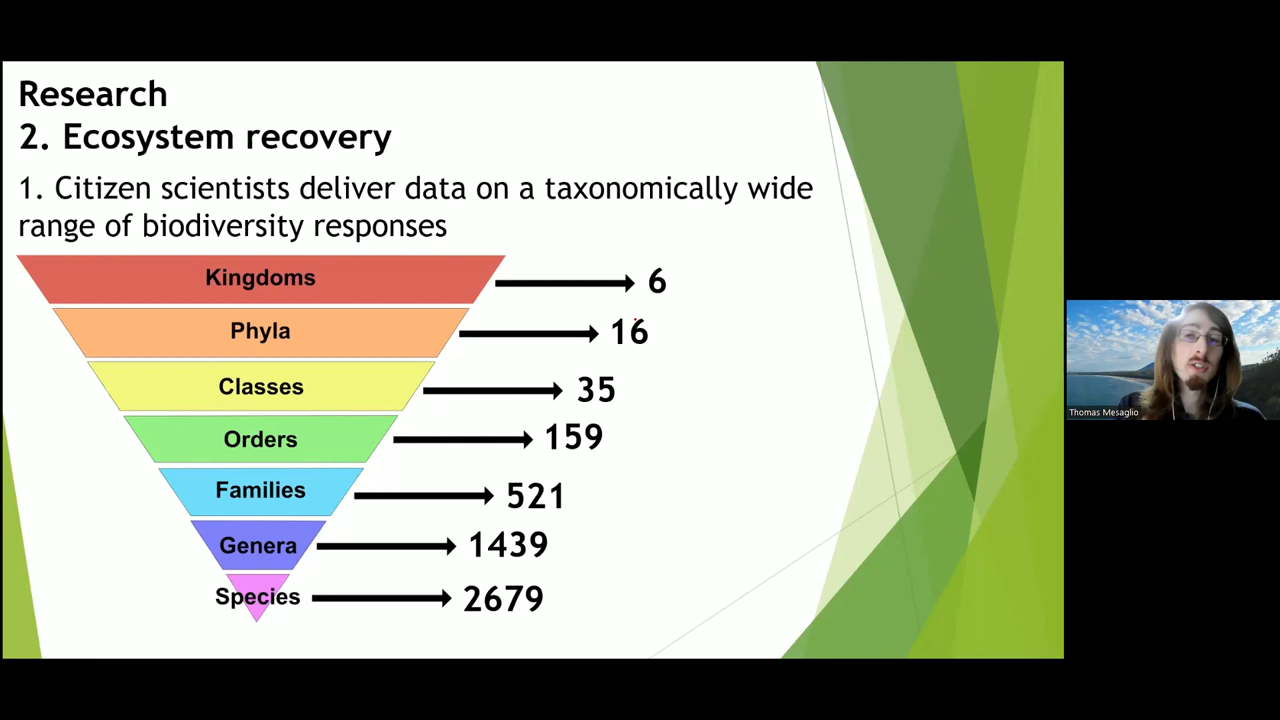 Research
2. Ecosystem recovery
1. Citizen scientists deliver data on a taxonomically wide
range of biodiversity responses
Kingdoms 6
Phyla 16
Classes 35
Orders 159
Families 521
Genera 1439
Species 2679
Thomas Mesaglio